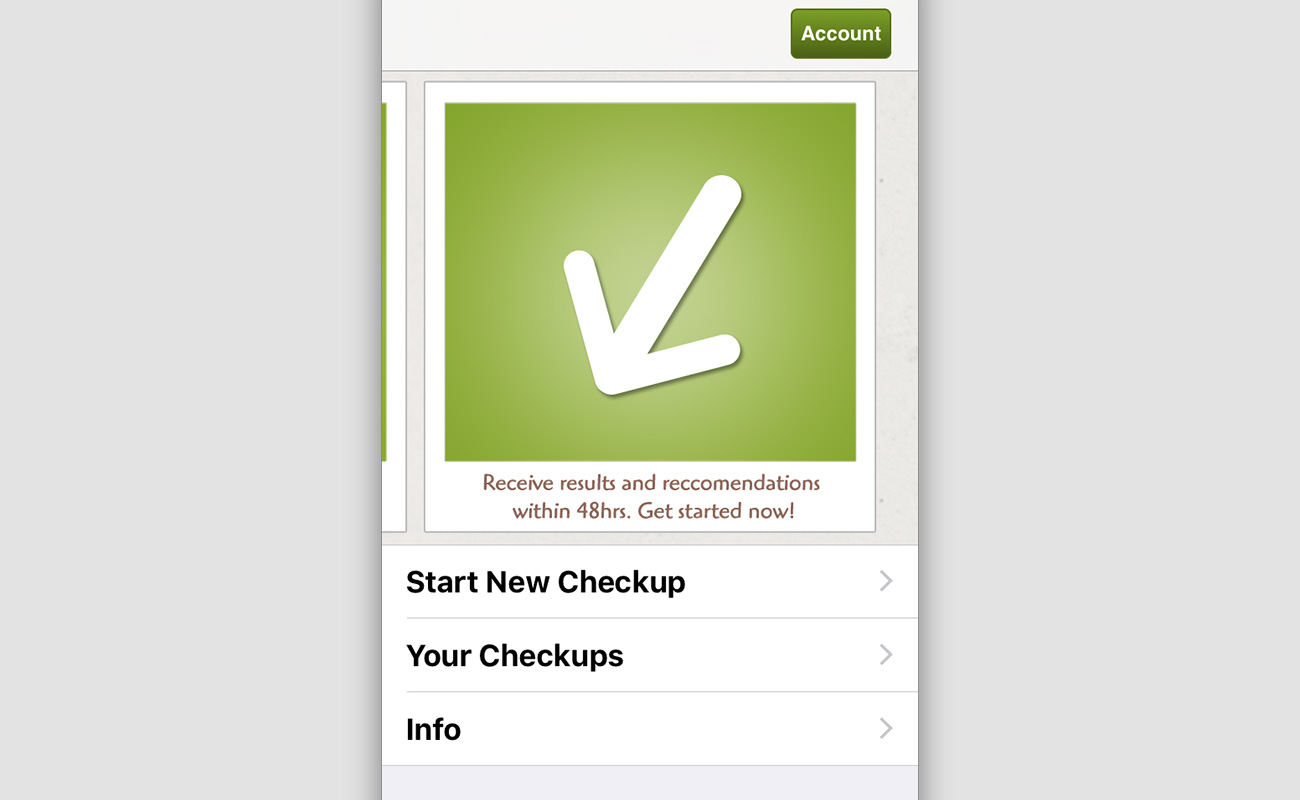 Account
Receive results and reccomendations
within 48hrs. Get started now!
Start New Checkup
Your Checkups
Info